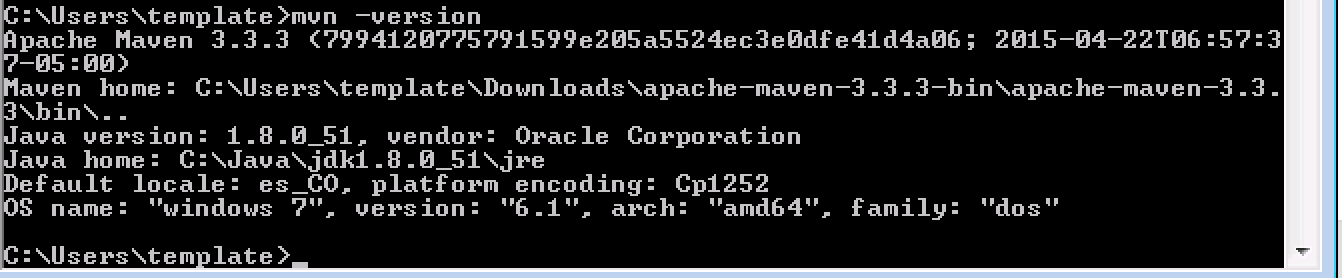 C:\Users\template>mvn -version
Apache Maven 3.3.3 (7994120775791599e205a5524ec3e0dfe41d4a06; 2015-04-22T06:57:3
7-05:00)
Maven home: C:\Users\template\Downloads\apache-maven-3.3.3-bin\apache-maven-3.3.
3\bin\..
Java version: 1.8.0_51, vendor: Oracle Corporation
Java home: C:\Java\jdk1.8.0_51\jre
Default locale: es_CO, platform encoding: Cp1252
OS name: "windows 7", version: "6.1", arch: "amd64", family: "dos"
C:\Users\template>_